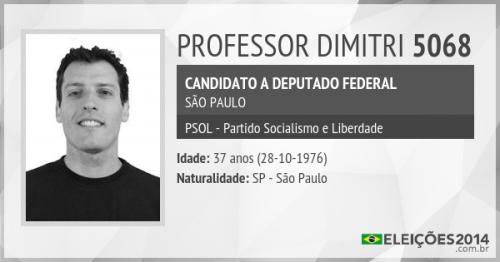 PROFESSOR DIMITRI 5068
CANDIDATO A DEPUTADO FEDERAL
SÃO PAULO
PSOL - Partido Socialismo e Liberdade
Idade: 37 anos (28-10-1976)
Naturalidade: SP - São Paulo
ELEIÇÕES2014
.com.br